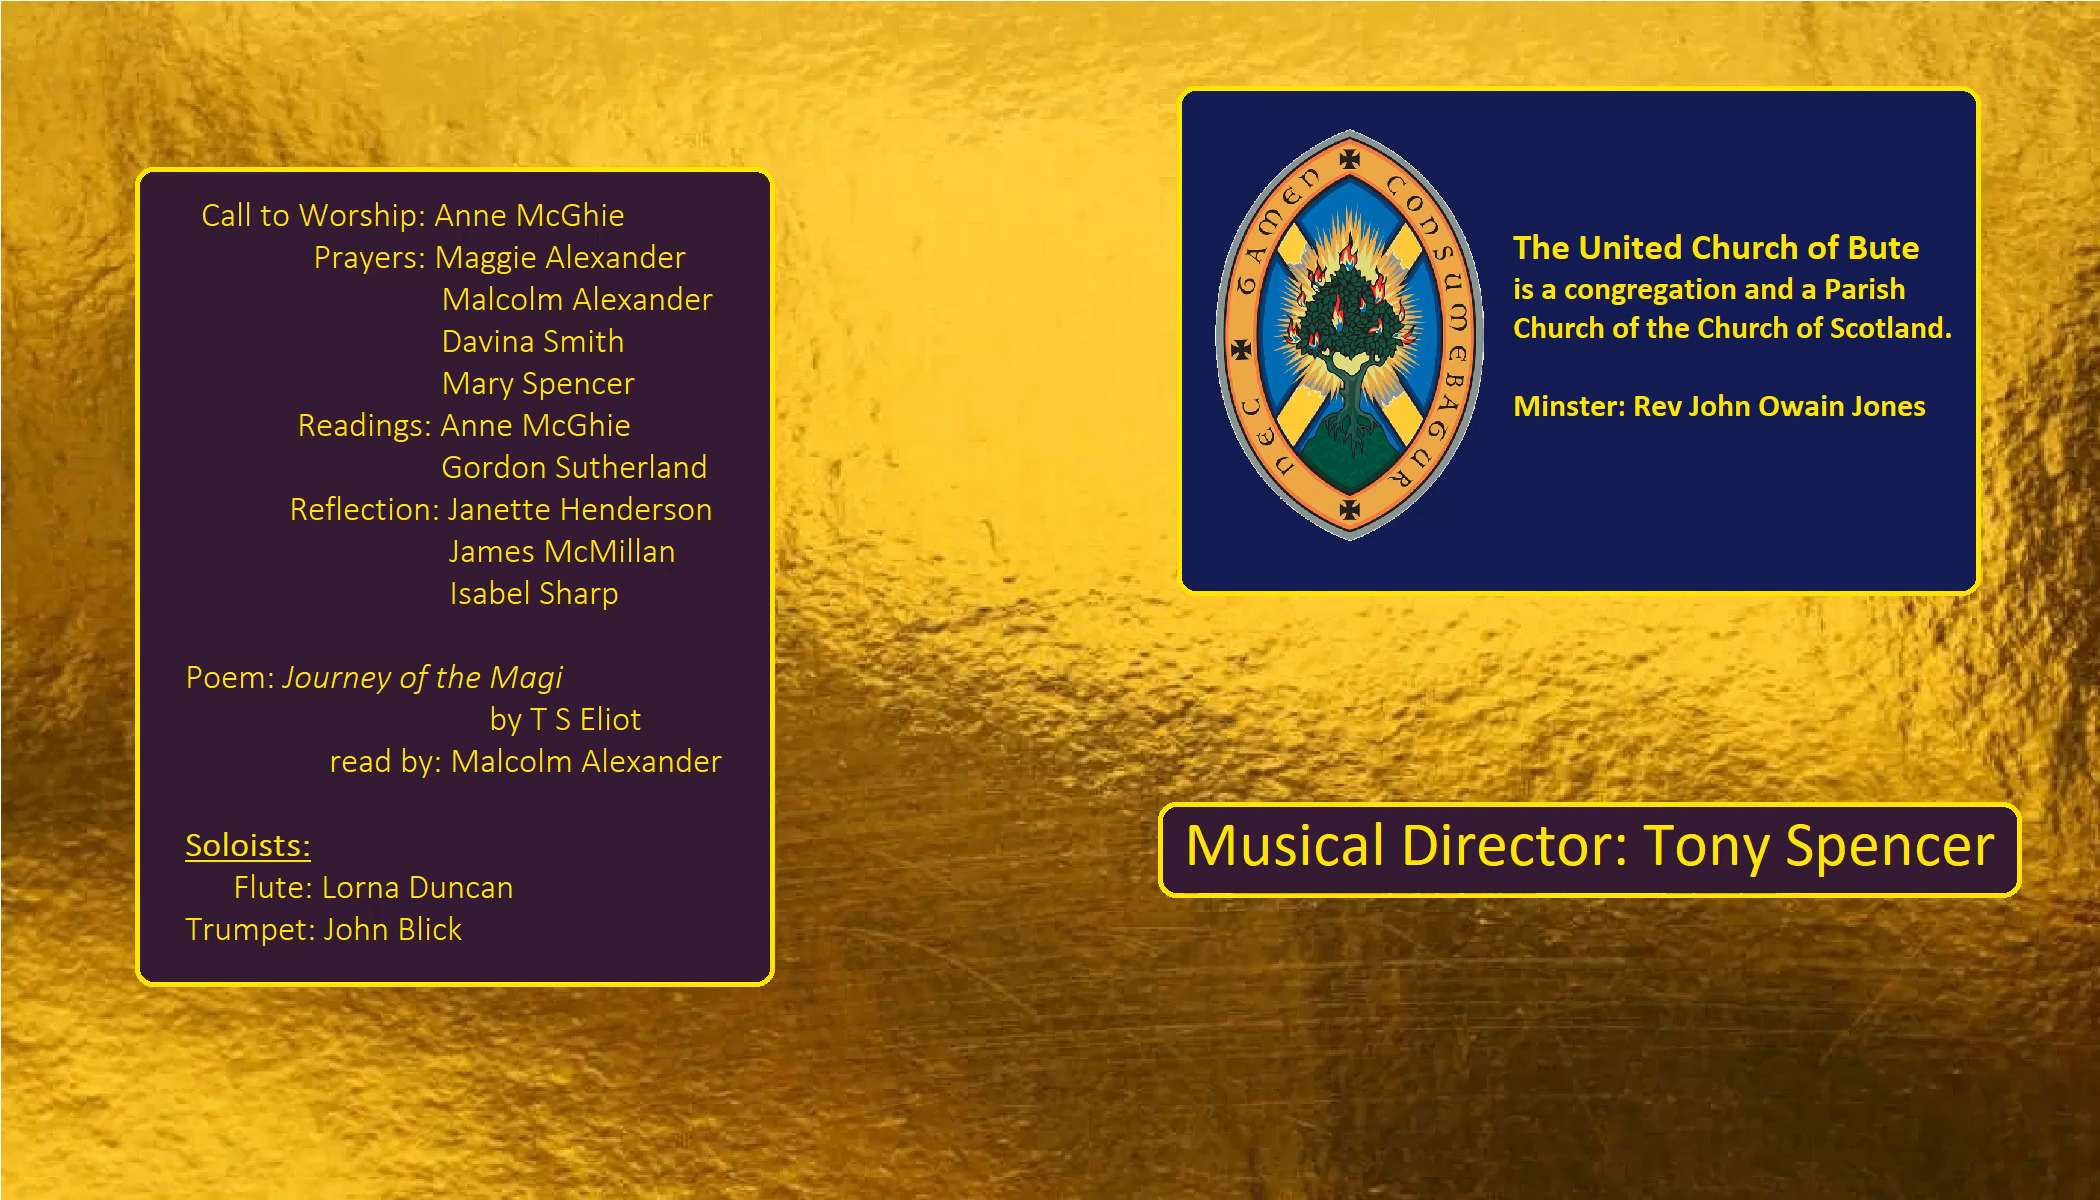 Call to Worship: Anne McGhie
Prayers: Maggie Alexander
Malcolm Alexander
Davina Smith
Mary Spencer
Readings: Anne McGhie
Gordon Sutherland
Reflection: Janette Henderson
James McMillan
Isabel Sharp
Poem: Journey of the Magi
by T S Eliot
read by: Malcolm Alexander
Soloists:
Flute: Lorna Duncan
Trumpet: John Blick
NEC TAMEN CONSUMEBATUR
The United Church of Bute
is a congregation and a Parish
Church of the Church of Scotland.
Minster: Rev John Owain Jones
Musical Director: Tony Spencer